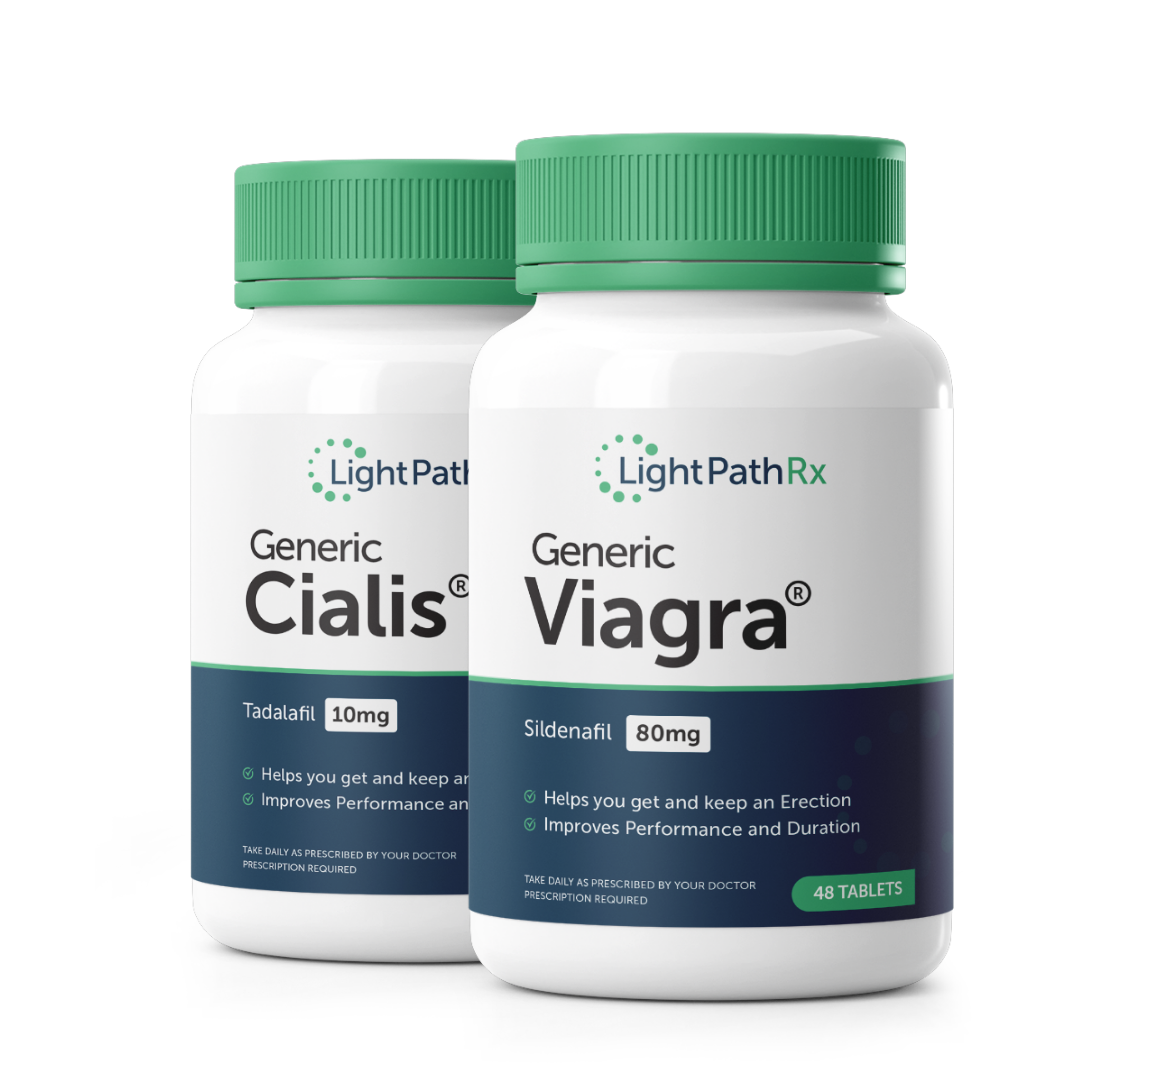 LightPath
Generic
Cialis®
Tadalafil 10mg
Helps you get and keep
Improves Performance
TAKE DAILY AS PRESCRIBED BY YOUR DOCTOR
PRESCRIPTION REQUIRED
LightPathRx
Generic
Viagra®
Sildenafil 80mg
Helps you get and keep an Erection
Improves Performance and Duration
TAKE DAILY AS PRESCRIBED BY YOUR DOCTOR
PRESCRIPTION REQUIRED
48 TABLETS